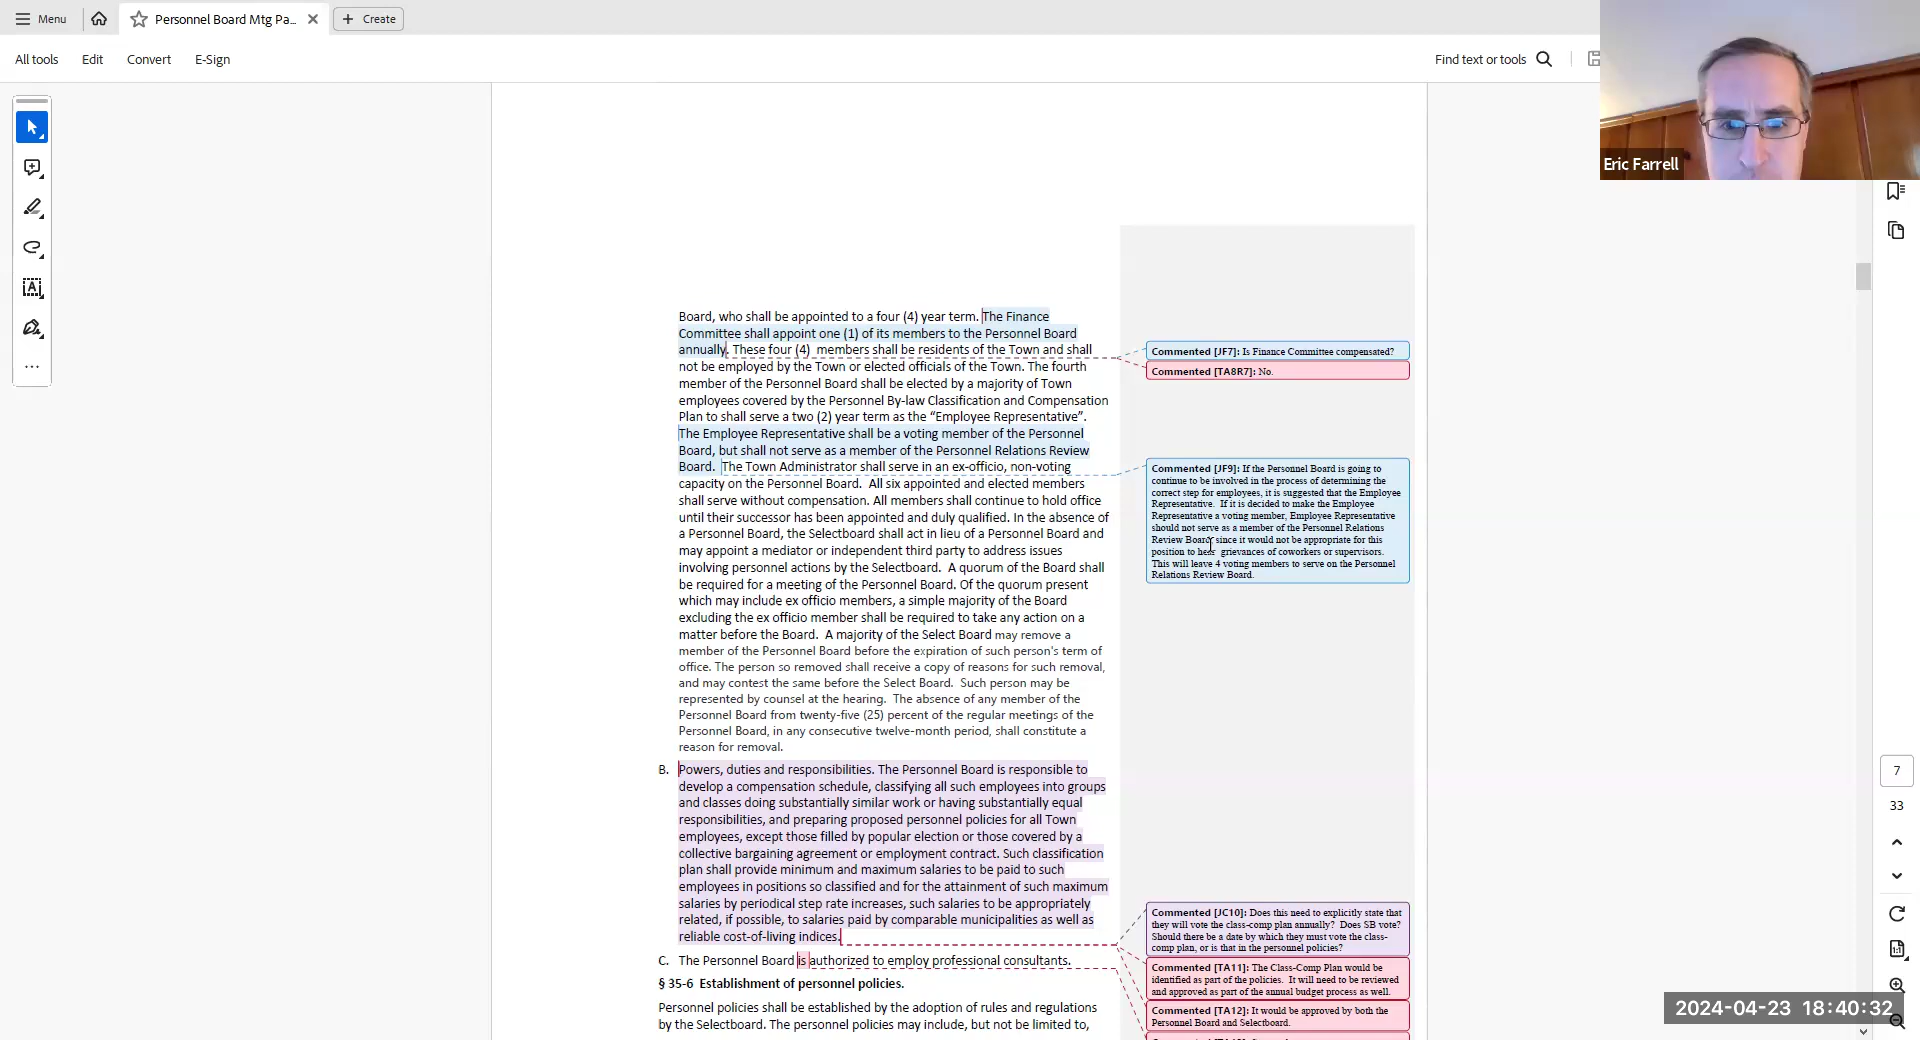 Menu
Personnel Board Mtg Pa...
Create
All tools
Edit
Convert
E-Sign
Find text or tools
Eric Farrell
Board, who shall be appointed to a four (4) year term. The Finance
Committee shall appoint one (1) of its members to the Personnel Board
annually. These four (4)  members shall be residents of the Town and shall
not be employed by the Town or elected officials of the Town. The fourth
member of the Personnel Board shall be elected by a majority of Town
employees covered by the Personnel By-law Classification and Compensation
Plan to shall serve a two (2) year term as the “Employee Representative”.
The Employee Representative shall be a voting member of the Personnel
Board, but shall not serve as a member of the Personnel Relations Review
Board.  The Town Administrator shall serve in an ex-officio, non-voting
capacity on the Personnel Board.  All six appointed and elected members
shall serve without compensation. All members shall continue to hold office
until their successor has been appointed and duly qualified. In the absence of
a Personnel Board, the Selectboard shall act in lieu of a Personnel Board and
may appoint a mediator or independent third party to address issues
involving personnel actions by the Selectboard.  A quorum of the Board shall
be required for a meeting of the Personnel Board. Of the quorum present
which may include ex officio members, a simple majority of the Board
excluding the ex officio member shall be required to take any action on a
matter before the Board.  A majority of the Select Board may remove a
member of the Personnel Board before the expiration of such person's term of
office. The person so removed shall receive a copy of reasons for such removal,
and may contest the same before the Select Board.  Such person may be
represented by counsel at the hearing.  The absence of any member of the
Personnel Board from twenty-five (25) percent of the regular meetings of the
Personnel Board, in any consecutive twelve-month period, shall constitute a
reason for removal.
B. Powers, duties and responsibilities. The Personnel Board is responsible to
develop a compensation schedule, classifying all such employees into groups
and classes doing substantially similar work or having substantially equal
responsibilities, and preparing proposed personnel policies for all Town
employees, except those filled by popular election or those covered by a
collective bargaining agreement or employment contract. Such classification
plan shall provide minimum and maximum salaries to be paid to such
employees in positions so classified and for the attainment of such maximum
salaries by periodical step rate increases, such salaries to be appropriately
related, if possible, to salaries paid by comparable municipalities as well as
reliable cost-of-living indices.
C. The Personnel Board is authorized to employ professional consultants.
§ 35-6 Establishment of personnel policies.
Personnel policies shall be established by the adoption of rules and regulations
by the Selectboard. The personnel policies may include, but not be limited to,
Commented [JF7]: Is Finance Committee compensated?
Commented [TA8R7]: No.
Commented [JF9]: If the Personnel Board is going to
continue to be involved in the process of determining the
correct step for employees, it is suggested that the Employee
Representative.  If it is decided to make the Employee
Representative a voting member, Employee Representative
should not serve as a member of the Personnel Relations
Review Board since it would not be appropriate for this
position to hear  grievances of coworkers or supervisors.
This will leave 4 voting members to serve on the Personnel
Relations Review Board.
Commented [JC10]: Does this need to explicitly state that
they will vote the class-comp plan annually?  Does SB vote?
Should there be a date by which they must vote the class-
comp plan, or is that in the personnel policies?
Commented [TA11]: The Class-Comp Plan would be
identified as part of the policies.  It will need to be reviewed
and approved as part of the annual budget process as well.
Commented [TA12]: It would be approved by both the
Personnel Board and Selectboard.
7
33
2024-04-23 18:40:32